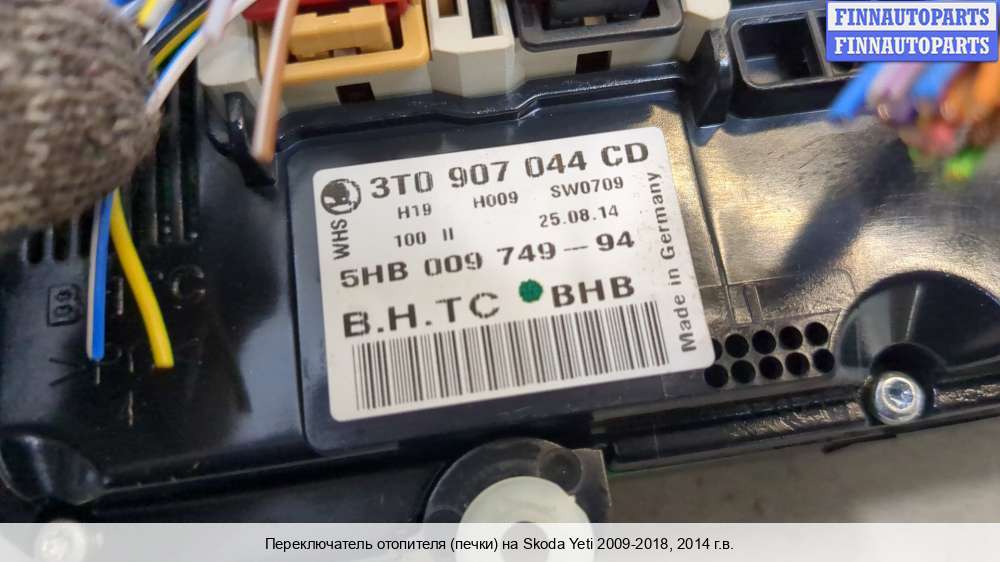 FINNAUTOPARTS
FINNAUTOPARTS
3T0 907 044 CD
H19 H009 SW0709
WHS
100 II 25.08.14
5HB 009 749-94
B.H.TC BHB
Made in Germany
Переключатель отопителя (печки) на Skoda Yeti 2009-2018, 2014 г.в.